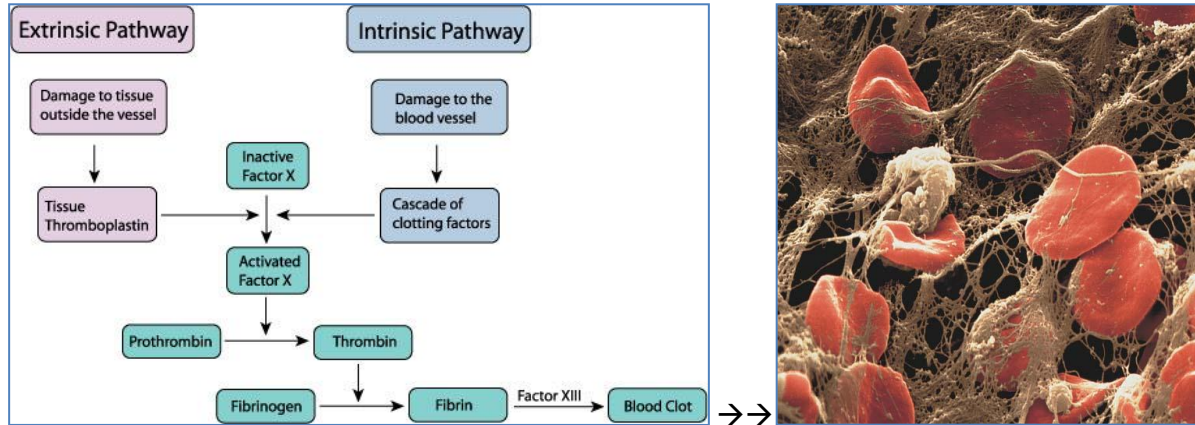 Extrinsic Pathway
Intrinsic Pathway
Damage to tissue
outside the vessel
Damage to the
blood vessel
Inactive
Factor X
Tissue
Thromboplastin
Cascade of
clotting factors
Activated
Factor X
Prothrombin
Thrombin
Fibrinogen
Fibrin
Factor XIII
Blood Clot
→→